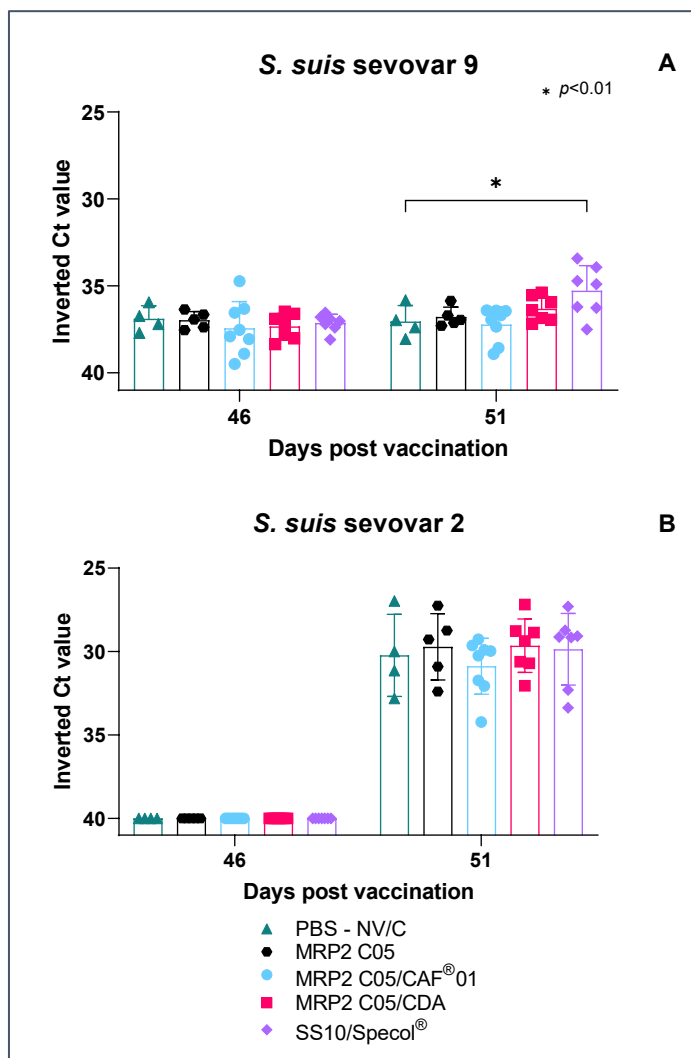 S. suis sevovar 9
A
* p<0.01
25
30
35
40
Inverted Ct value
*
46
51
Days post vaccination
S. suis sevovar 2
B
25
30
35
40
Inverted Ct value
46
51
Days post vaccination
PBS - NV/C
MRP2 C05
MRP2 C05/CAF®01
MRP2 C05/CDA
SS10/Specol®